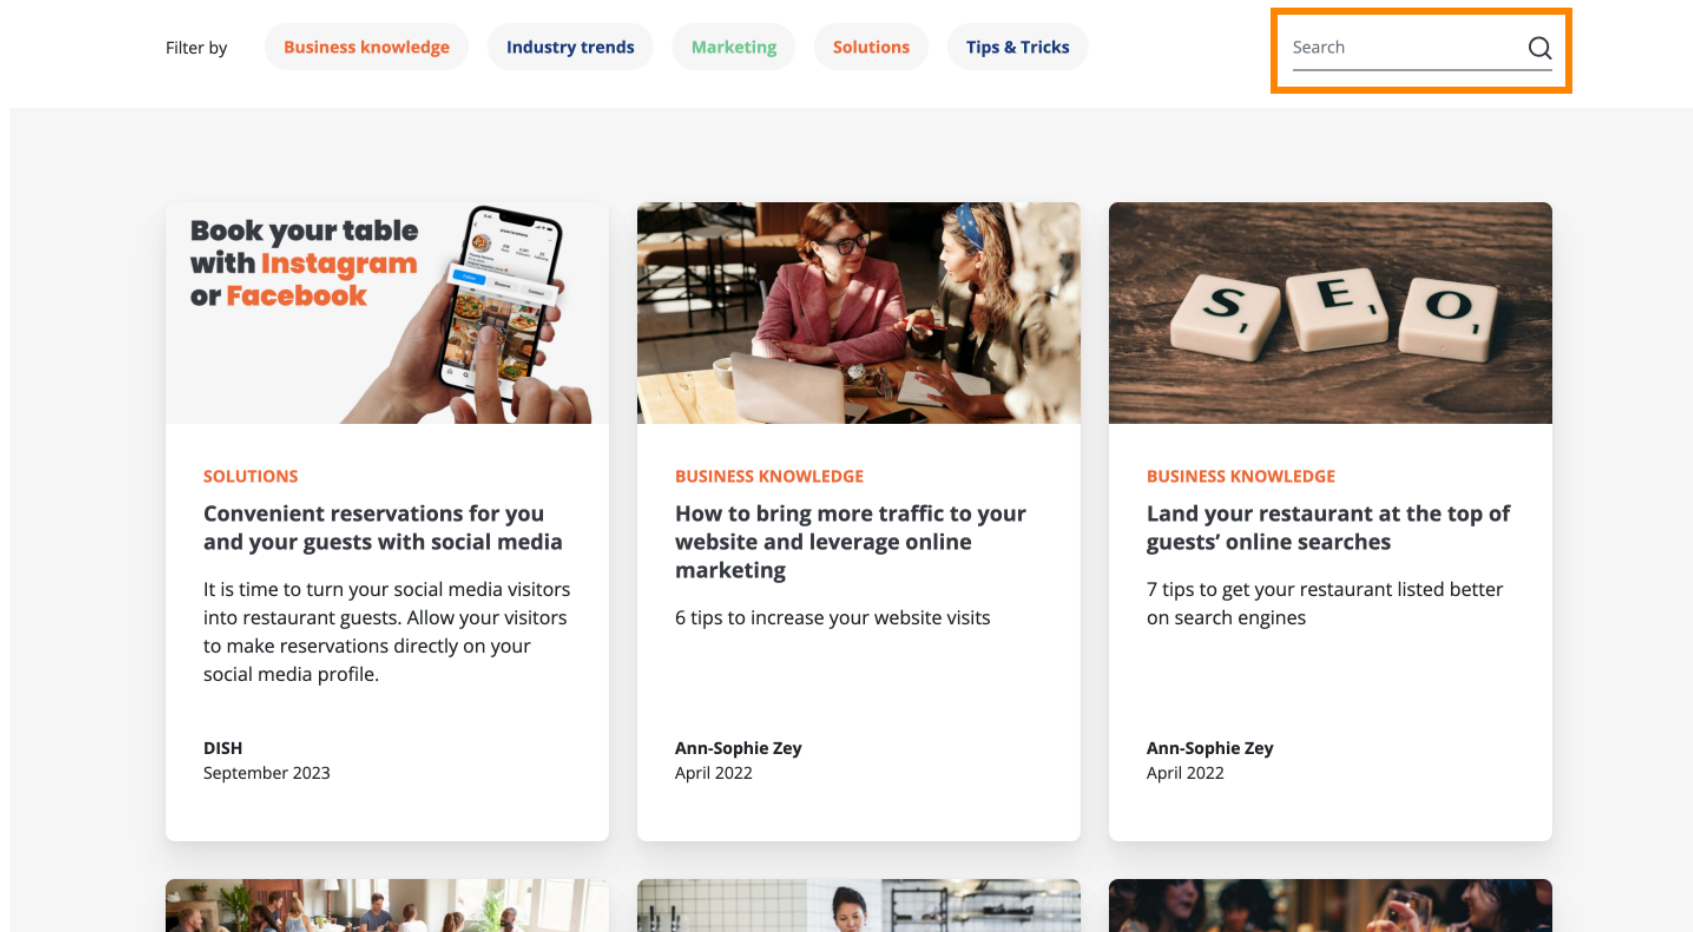 Filter by
Business knowledge
Industry trends
Marketing
Solutions
Tips & Tricks
Search
Book your table
with Instagram
or Facebook
S
1
E
1
O
1
SOLUTIONS
Convenient reservations for you
and your guests with social media
It is time to turn your social media visitors
into restaurant guests. Allow your visitors
to make reservations directly on your
social media profile.
DISH
September 2023
BUSINESS KNOWLEDGE
How to bring more traffic to your
website and leverage online
marketing
6 tips to increase your website visits
Ann-Sophie Zey
April 2022
BUSINESS KNOWLEDGE
Land your restaurant at the top of
guests’ online searches
7 tips to get your restaurant listed better
on search engines
Ann-Sophie Zey
April 2022